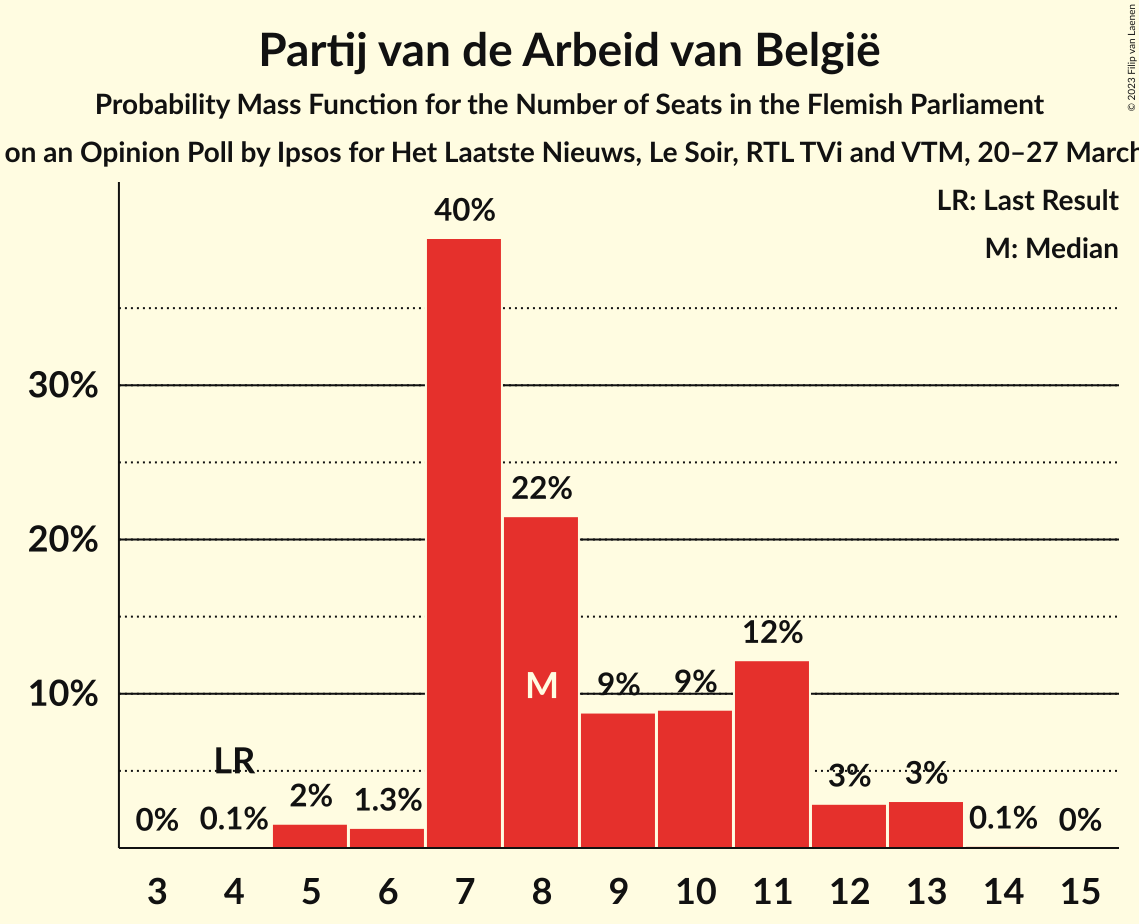 © 2023 Filip van Laenen
Partij van de Arbeid van België
Probability Mass Function for the Number of Seats in the Flemish Parliament
on an Opinion Poll by Ipsos for Het Laatste Nieuws, Le Soir, RTL TVi and VTM, 20–27 March
LR: Last Result
M: Median
40%
30%
22%
20%
12%
10%
M
9%
9%
LR
3%
3%
2%
1.3%
0%
0.1%
0.1%
0%
3 4 5 6 7 8 9 10 11 12 13 14 15